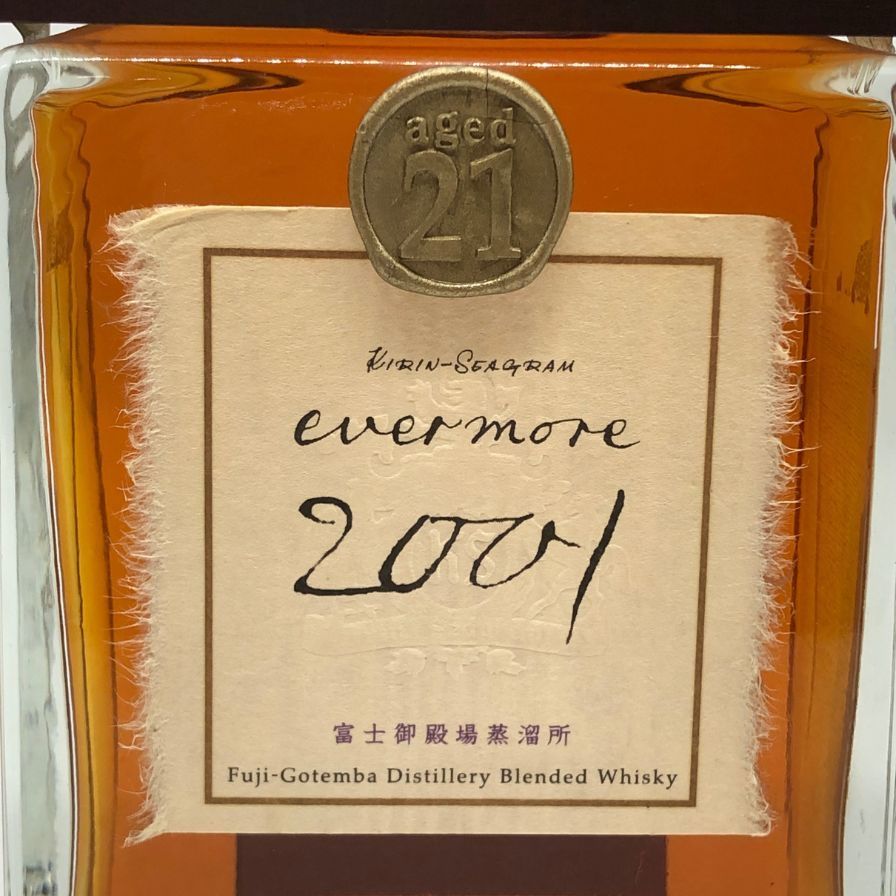 aged
21
KIRIN-SEAGRAM
evermore
2001
富士御殿場蒸溜所
Fuji-Gotemba Distillery Blended Whisky